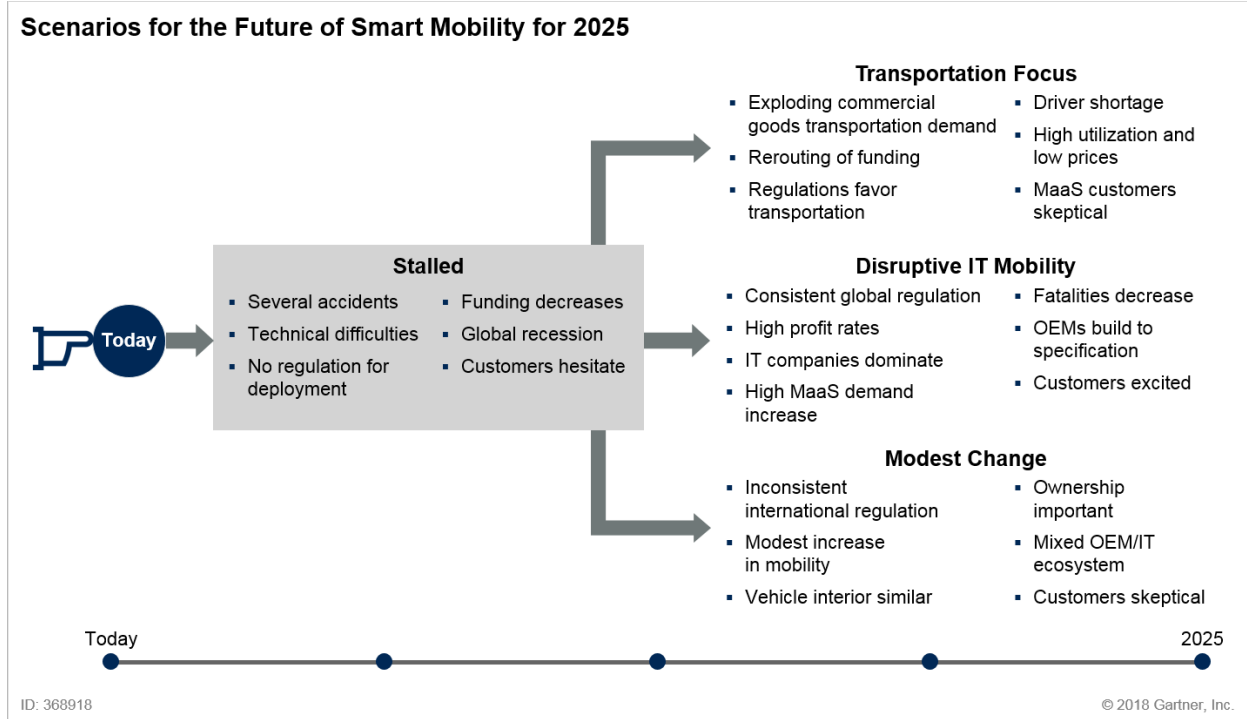 Scenarios for the Future of Smart Mobility for 2025
Transportation Focus
▪ Exploding commercial
goods transportation demand
▪ Rerouting of funding
▪ Regulations favor
transportation
▪ Driver shortage
▪ High utilization and
low prices
▪ MaaS customers
skeptical
Today
Stalled
▪ Several accidents
▪ Technical difficulties
▪ No regulation for
deployment
▪ Funding decreases
▪ Global recession
▪ Customers hesitate
Disruptive IT Mobility
▪ Consistent global regulation
▪ High profit rates
▪ IT companies dominate
▪ High MaaS demand
increase
▪ Fatalities decrease
▪ OEMs build to
specification
▪ Customers excited
Modest Change
▪ Inconsistent
international regulation
▪ Modest increase
in mobility
▪ Vehicle interior similar
▪ Ownership
important
▪ Mixed OEM/IT
ecosystem
▪ Customers skeptical
Today
2025
ID: 368918
© 2018 Gartner, Inc.